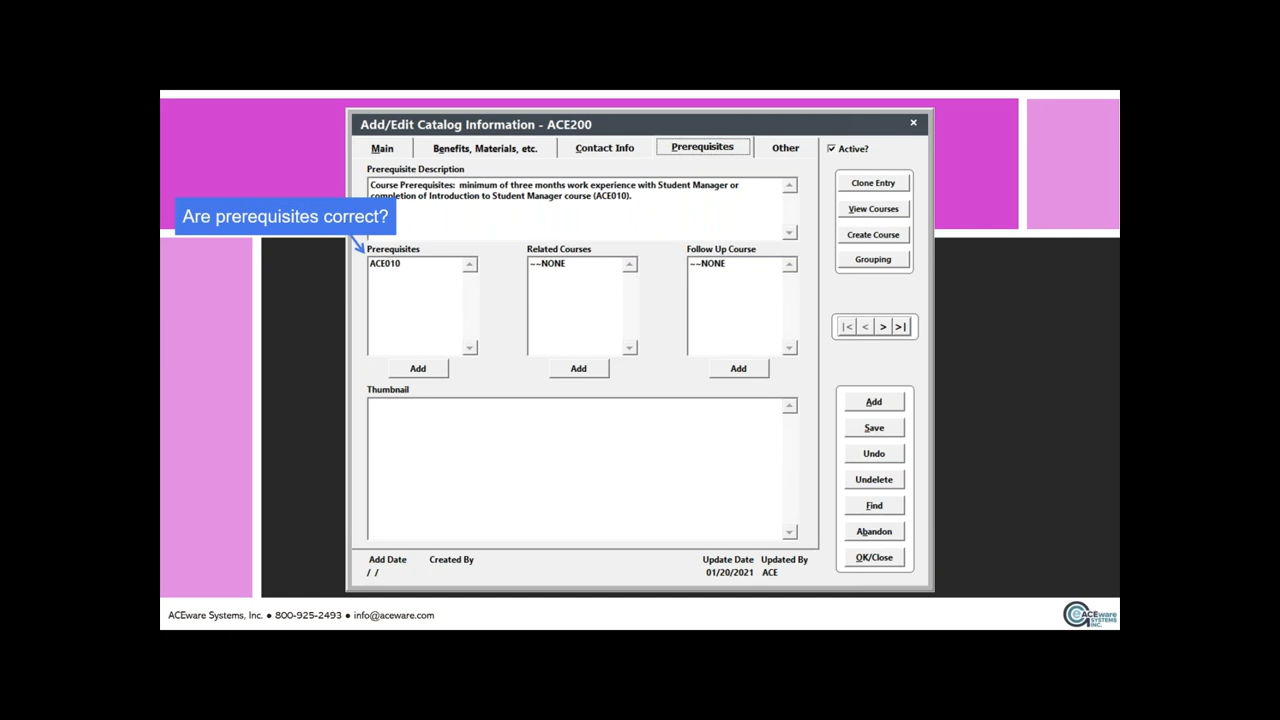 Add/Edit Catalog Information - ACE200
×
Main
Benefits, Materials, etc.
Contact Info
Prerequisites
Other
Active?
Prerequisite Description
Course Prerequisites: minimum of three months work experience with Student Manager or
completion of Introduction to Student Manager course (ACE010).
Are prerequisites correct?
Prerequisites
Related Courses
Follow Up Course
ACE010
~~NONE
~~NONE
Add
Add
Add
Thumbnail
Clone Entry
View Courses
Create Course
Grouping
|< < > >|
Add
Save
Undo
Undelete
Find
Abandon
OK/Close
Add Date
Created By
Update Date
Updated By
/ /
01/20/2021
ACE
ACEware Systems, Inc. ● 800-925-2493 ● info@aceware.com
ACEware
SYSTEMS
INC.